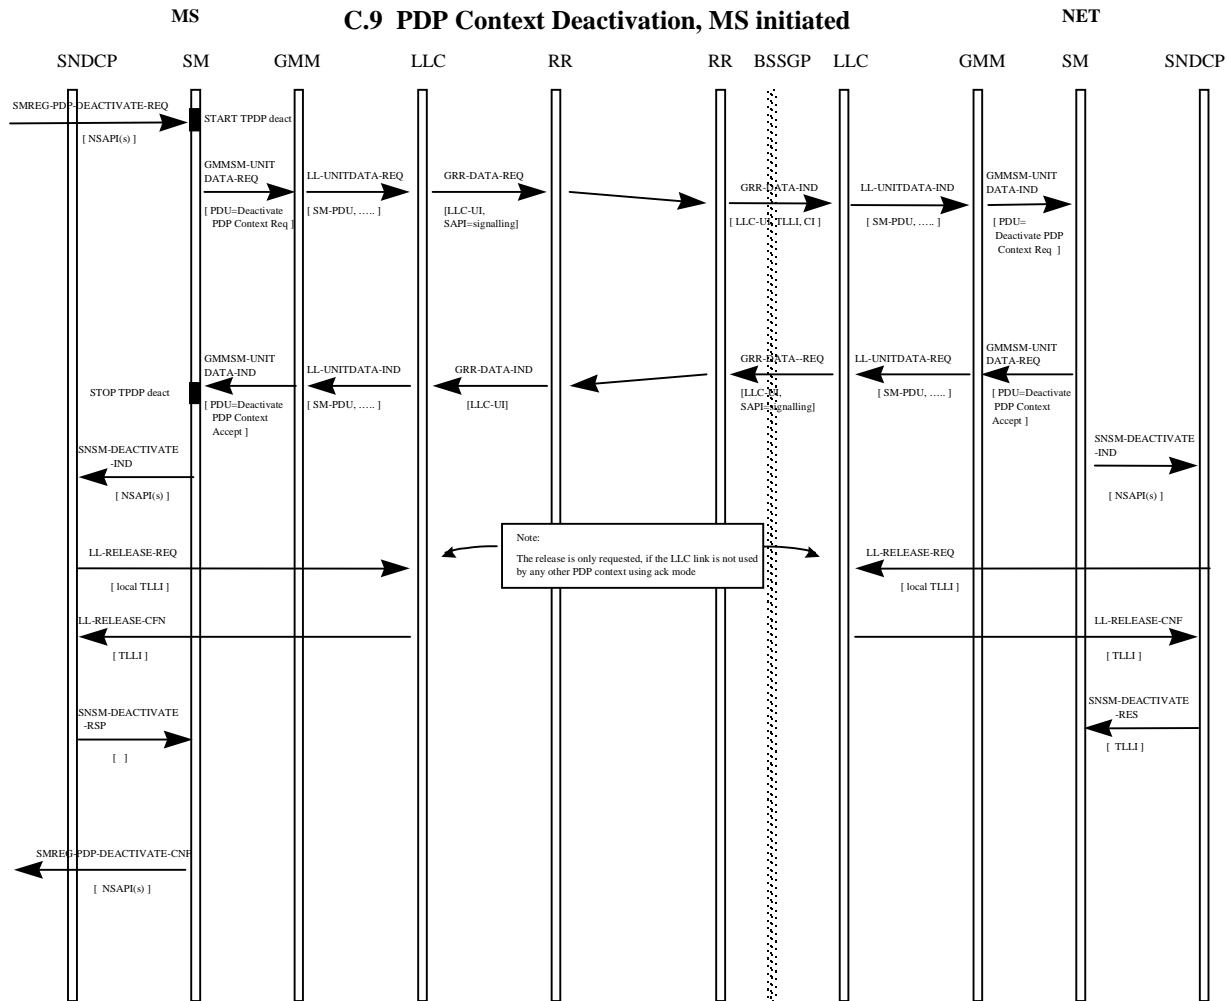 MS
C.9 PDP Context Deactivation, MS initiated
NET
SNDCP SM GMM LLC RR RR BSSGP LLC GMM SM SNDCP
SMREG-PDP-DEACTIVATE-REQ
[ NSAPI(s) ]
START TPDP deact
GMMSM-UNIT
DATA-REQ
[ PDU=Deactivate
PDP Context Req ]
LL-UNITDATA-REQ
[ SM-PDU, ….. ]
GRR-DATA-REQ
[LLC-UI,
SAPI=signalling]
GRR-DATA-IND
[ LLC-UI, TLLI, CI ]
LL-UNITDATA-IND
[ SM-PDU, ….. ]
GMMSM-UNIT
DATA-IND
[ PDU=
Deactivate PDP
Context Req ]
STOP TPDP deact
GMMSM-UNIT
DATA-IND
[ PDU=Deactivate
PDP Context
Accept ]
LL-UNITDATA-IND
[ SM-PDU, ….. ]
GRR-DATA-IND
[LLC-UI]
GRR-DATA--REQ
[LLC-UI,
SAPI=signalling]
LL-UNITDATA-REQ
[ SM-PDU, ….. ]
GMMSM-UNIT
DATA-REQ
[ PDU=Deactivate
PDP Context
Accept ]
SNSM-DEACTIVATE
-IND
[ NSAPI(s) ]
SNSM-DEACTIVATE
-IND
[ NSAPI(s) ]
LL-RELEASE-REQ
[ local TLLI ]
Note:
The release is only requested, if the LLC link is not used
by any other PDP context using ack mode
LL-RELEASE-REQ
[ local TLLI ]
LL-RELEASE-CFN
[ TLLI ]
LL-RELEASE-CNF
[ TLLI ]
SNSM-DEACTIVATE
-RSP
[ ]
SNSM-DEACTIVATE
-RES
[ TLLI ]
SMREG-PDP-DEACTIVATE-CNF
[ NSAPI(s) ]